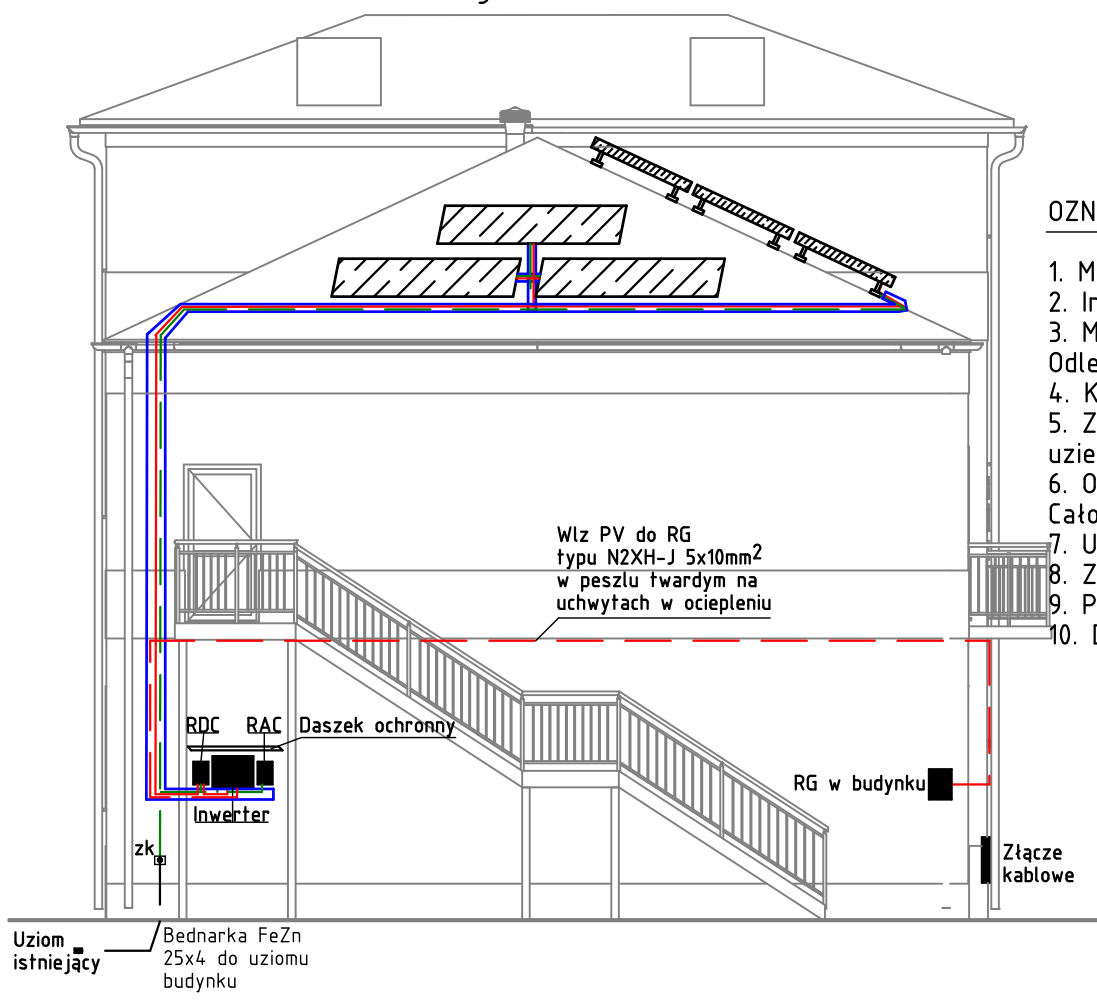 OZN
1. M
2. In
3. M
Odle
4. K
5. Z
uzie
6. O
Cało
7. U
8. Z
9. P
10. D
Wlz PV do RG
typu N2XH-J 5x10mm2
w peszlu twardym na
uchwytach w ociepleniu
RDC RAC Daszek ochronny
Inwerter
RG w budynku
zk
Złącze
kablowe
Uziom
istniejący
Bednarka FeZn
25x4 do uziomu
budynku